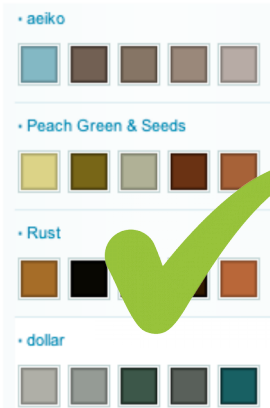 • aeiko
• Peach Green & Seeds
• Rust
• dollar